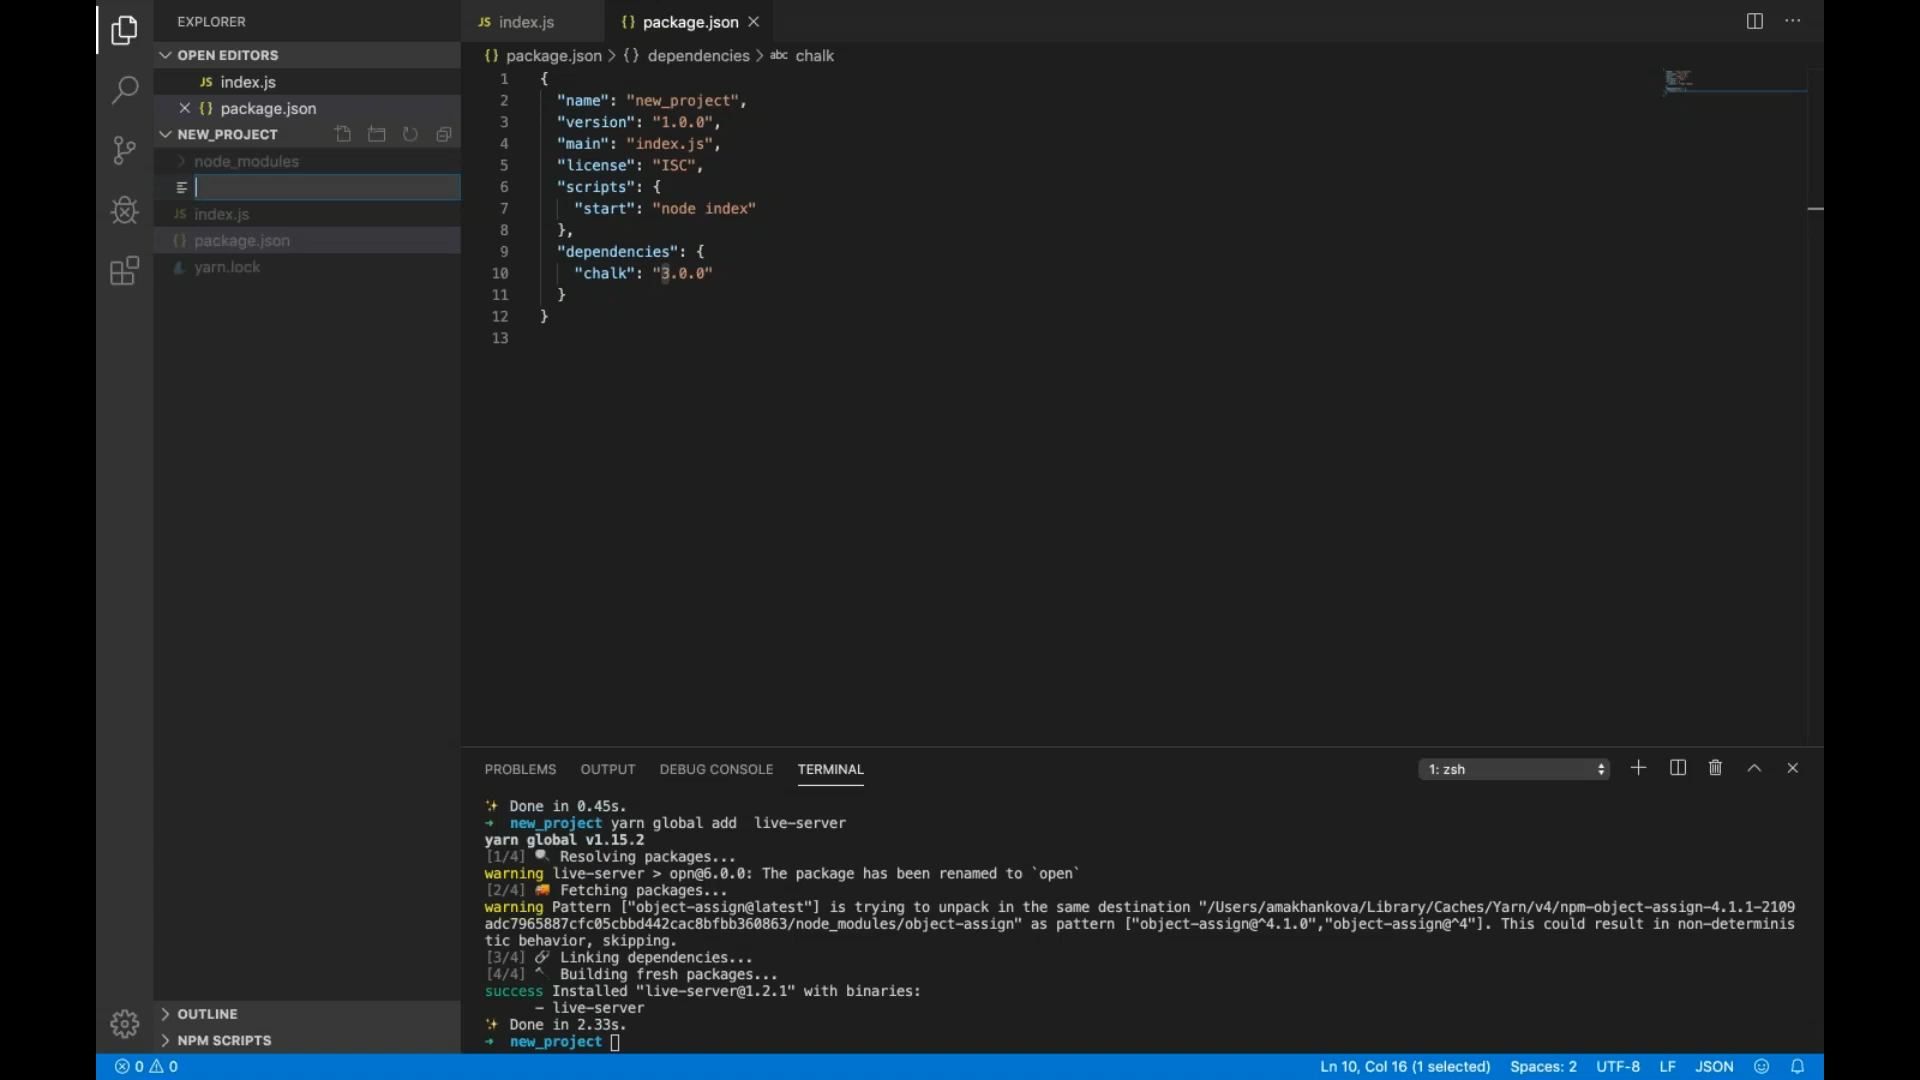 EXPLORER
OPEN EDITORS
JS index.js
{} package.json
NEW_PROJECT
node_modules
JS index.js
{} package.json
yarn.lock
OUTLINE
NPM SCRIPTS
JS index.js
{} package.json
{} package.json > {} dependencies > abc chalk
1 {
2 "name": "new_project",
3 "version": "1.0.0",
4 "main": "index.js",
5 "license": "ISC",
6 "scripts": {
7 "start": "node index"
8 },
9 "dependencies": {
10 "chalk": "3.0.0"
11 }
12 }
13
PROBLEMS OUTPUT DEBUG CONSOLE TERMINAL
1: zsh
✨ Done in 0.45s.
➜ new_project yarn global add  live-server
yarn global v1.15.2
[1/4] 🔍 Resolving packages...
warning live-server > opn@6.0.0: The package has been renamed to `open`
[2/4] 🚚 Fetching packages...
warning Pattern ["object-assign@latest"] is trying to unpack in the same destination "/Users/amakhankova/Library/Caches/Yarn/v4/npm-object-assign-4.1.1-2109
adc7965887cfc05cbbd442cac8bfbb360863/node_modules/object-assign" as pattern ["object-assign@^4.1.0","object-assign@^4"]. This could result in non-determinis
tic behavior, skipping.
[3/4] 🔗 Linking dependencies...
[4/4] 🔨 Building fresh packages...
success Installed "live-server@1.2.1" with binaries:
- live-server
✨ Done in 2.33s.
➜ new_project
0 0
Ln 10, Col 16 (1 selected) Spaces: 2 UTF-8 LF JSON